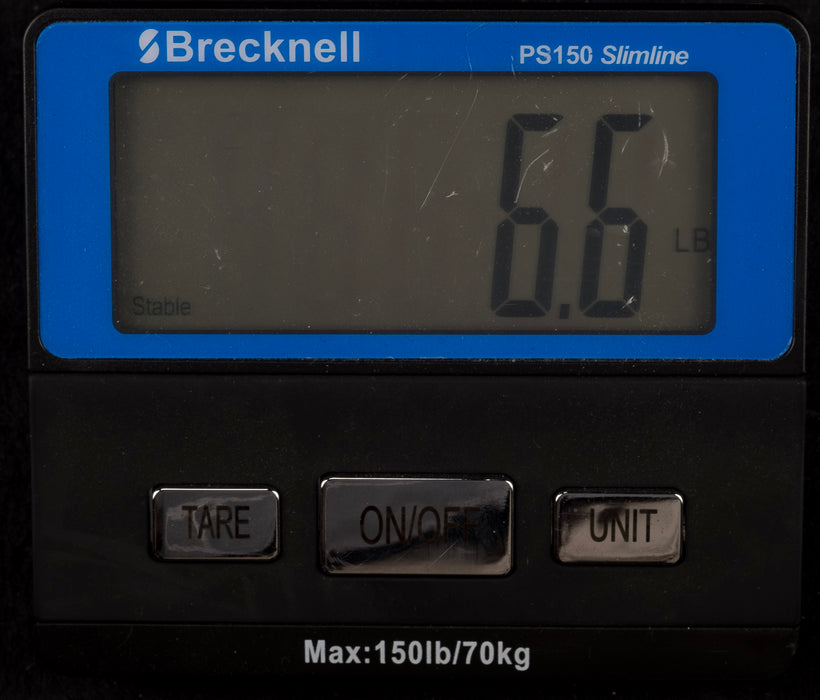 Brecknell
PS150 Slimline
6.6
LB
Stable
TARE
ON/OFF
UNIT
Max:150lb/70kg